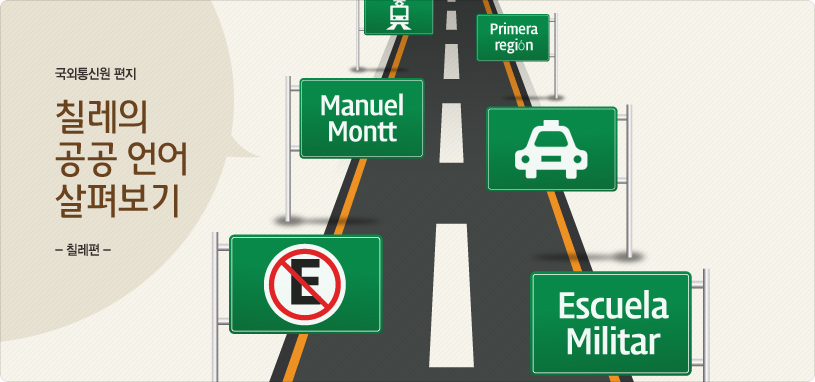 국외통신원 편지
칠레의
공공 언어
살펴보기
– 칠레편 –
Primera
región
Manuel
Montt
E
Escuela
Militar